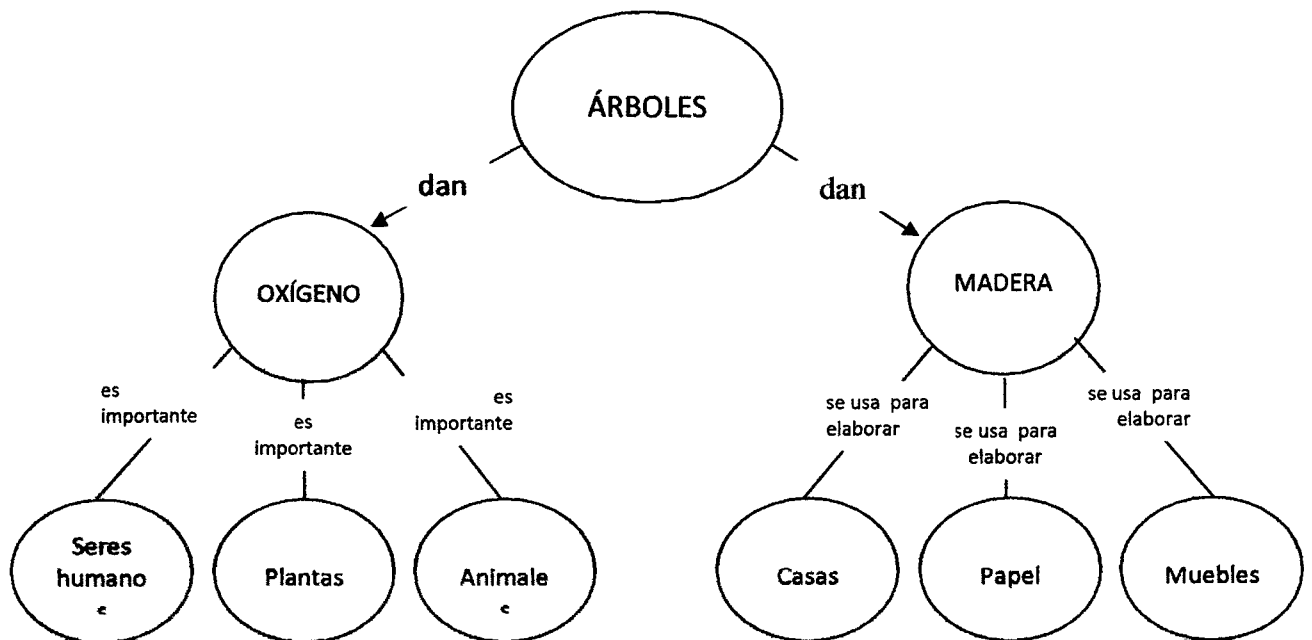 ÁRBOLES
dan
dan
OXÍGENO
MADERA
es
importante
es
importante
es
importante
se usa para
elaborar
se usa para
elaborar
se usa para
elaborar
Seres
humano
Plantas
Animale
Casas
Papel
Muebles